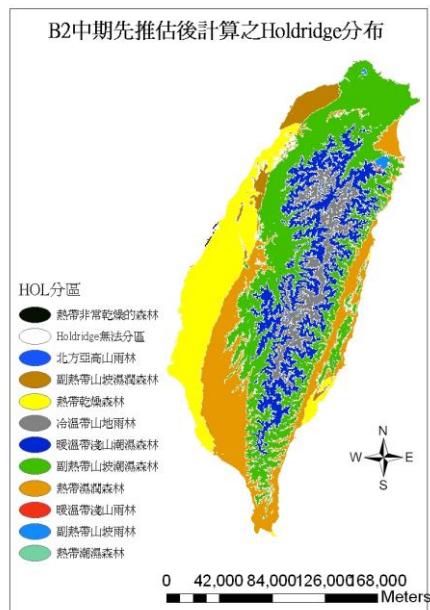 B2中期先推估後計算之Holdridge分布
HOL分區
熱帶非常乾燥的森林
Holdridge無法分區
北方亞高山雨林
副熱帶山坡濕潤森林
熱帶乾燥森林
冷溫帶山地雨林
暖溫帶淺山潮濕森林
副熱帶山坡潮濕森林
熱帶濕潤森林
暖溫帶淺山雨林
副熱帶山坡雨林
熱帶潮濕森林
N
W E
S
0 42,000 84,000 126,000 168,000
Meters